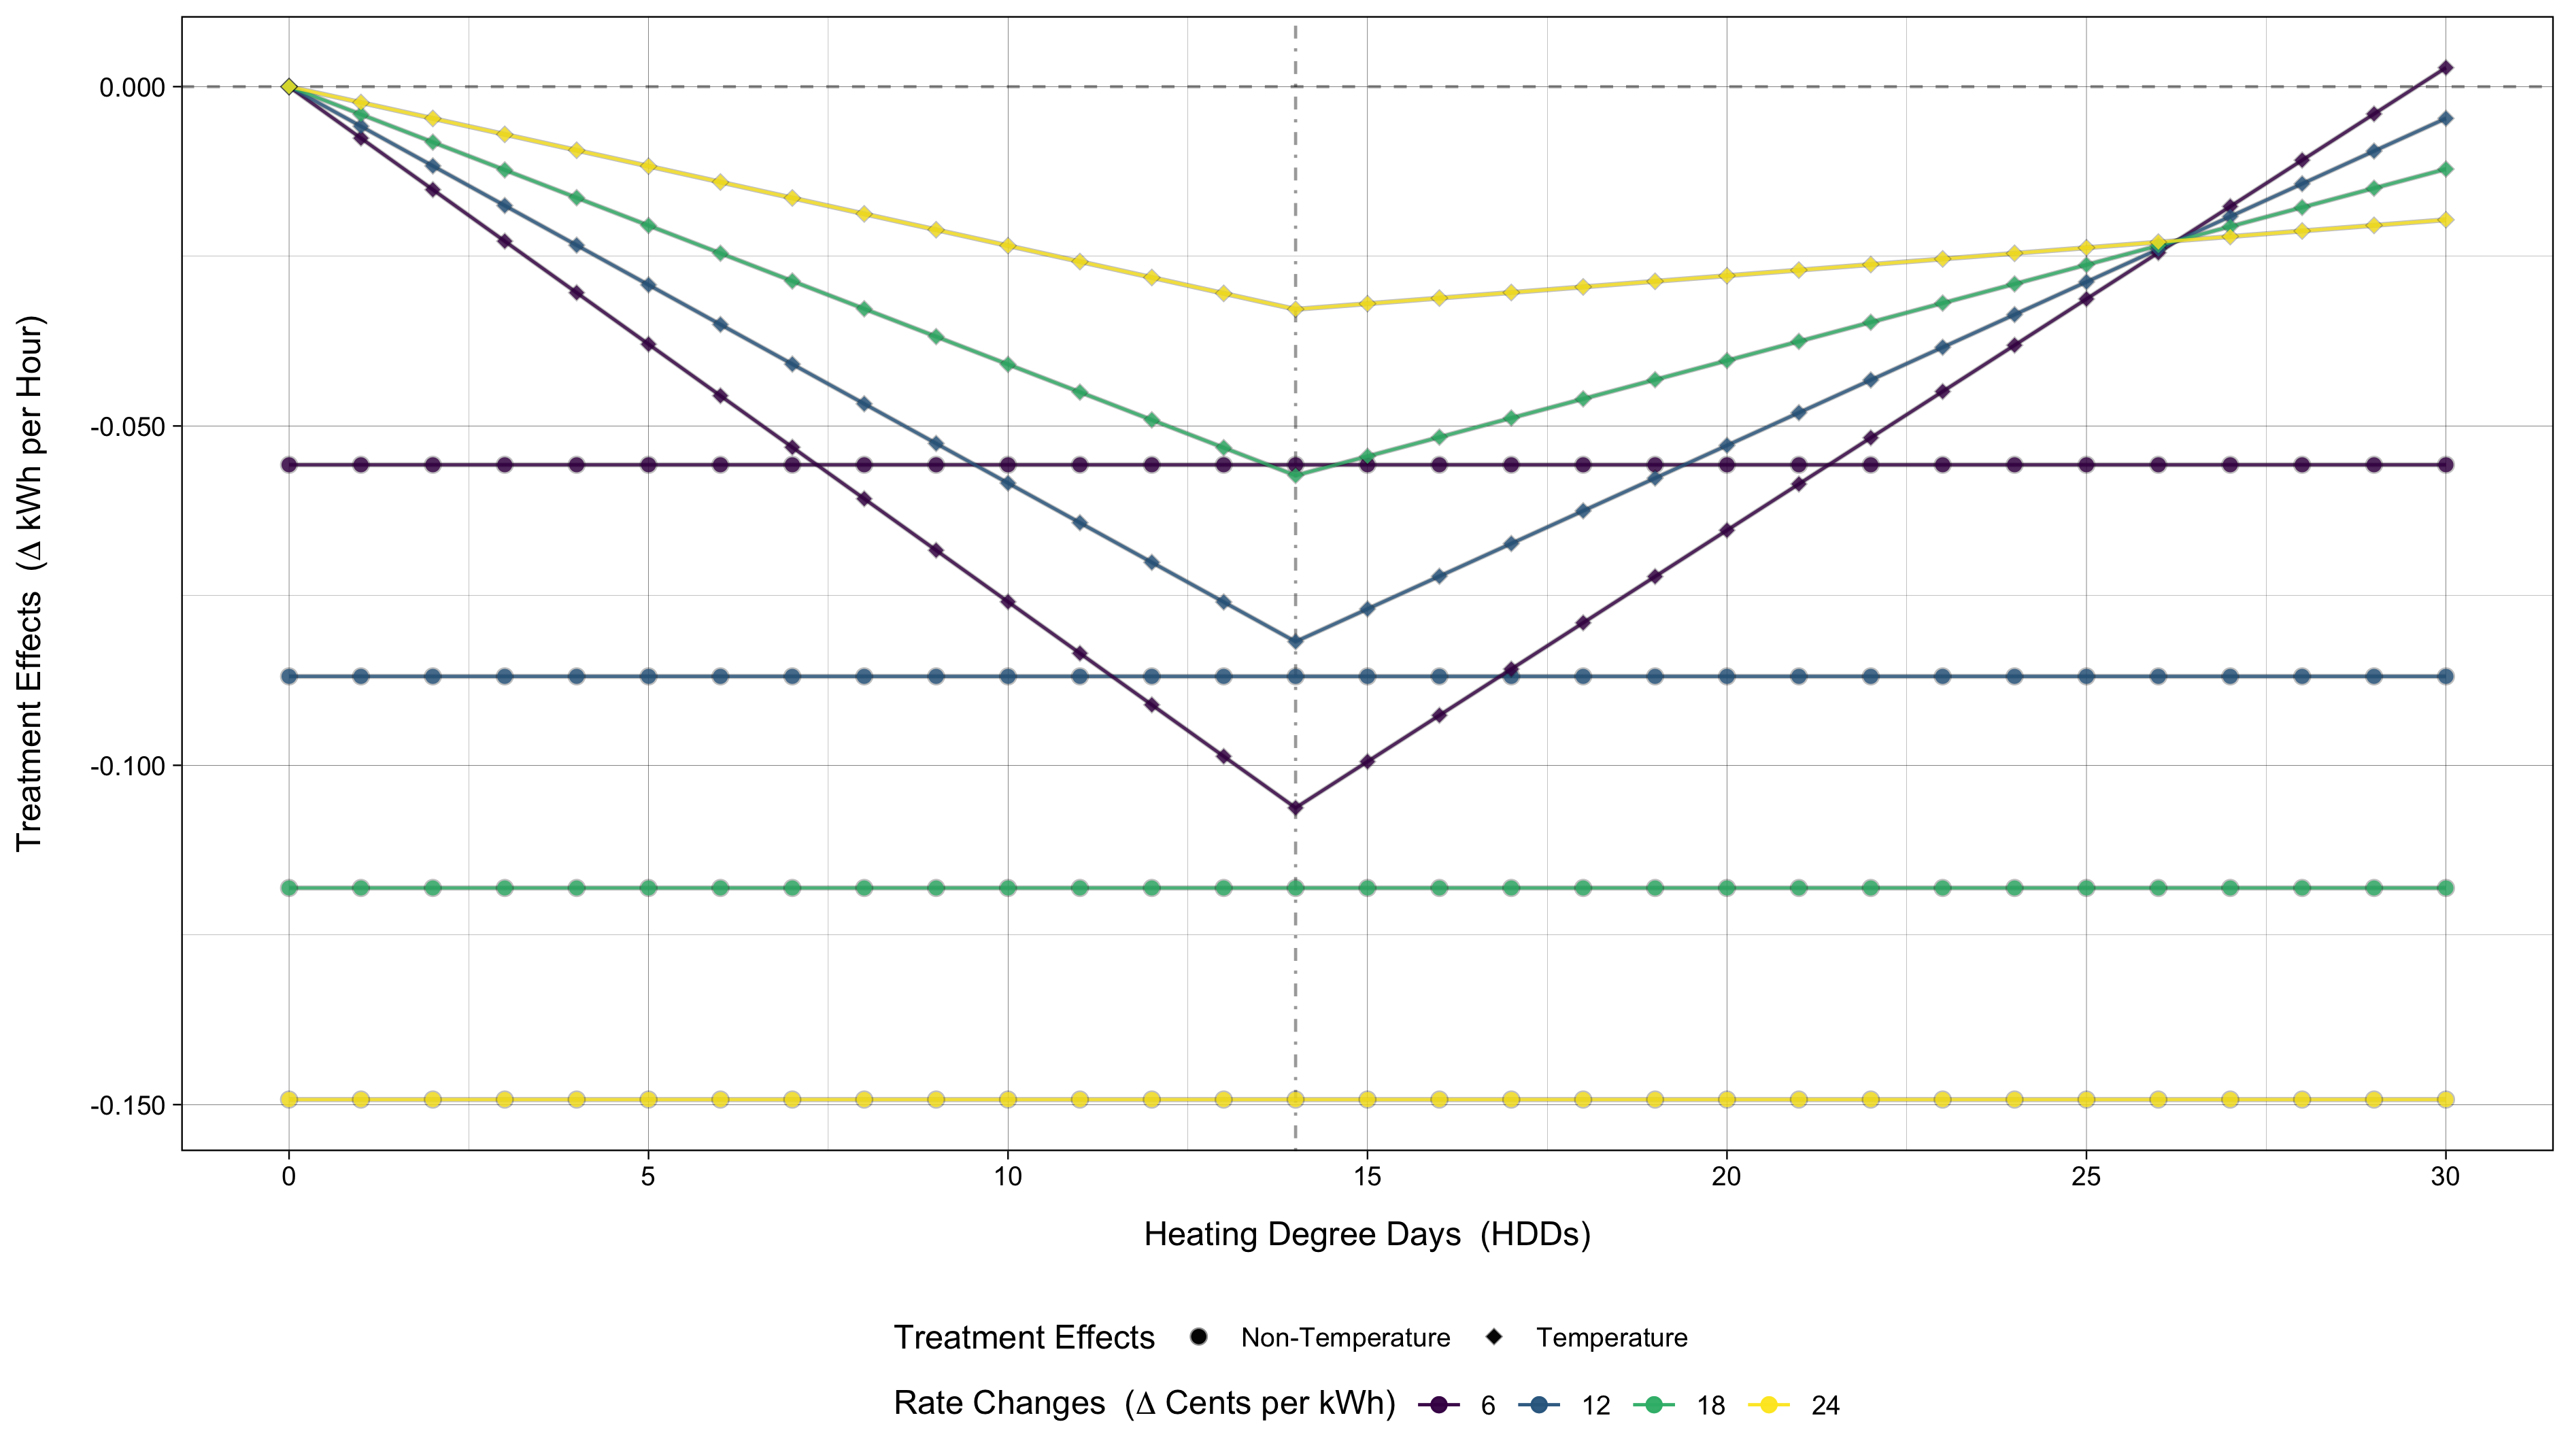 Treatment Effects  (Δ kWh per Hour)
0.000
-0.050
-0.100
-0.150
0 5 10 15 20 25 30
Heating Degree Days  (HDDs)
Treatment Effects Non-Temperature Temperature
Rate Changes  (Δ Cents per kWh) 6 12 18 24